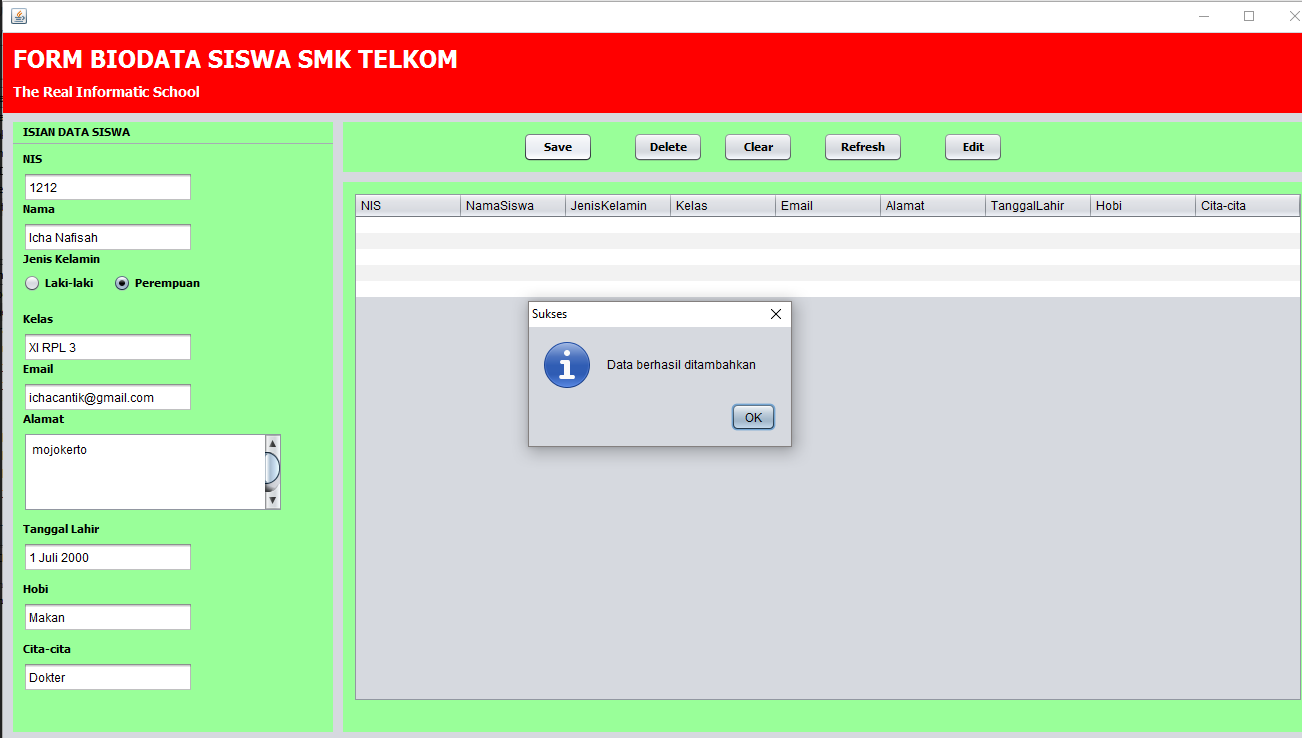 FORM BIODATA SISWA SMK TELKOM
The Real Informatic School
ISIAN DATA SISWA
NIS
1212
Nama
Icha Nafisah
Jenis Kelamin
Laki-laki Perempuan
Kelas
XI RPL 3
Email
ichacantik@gmail.com
Alamat
mojokerto
Tanggal Lahir
1 Juli 2000
Hobi
Makan
Cita-cita
Dokter
Save Delete Clear Refresh Edit
NIS NamaSiswa JenisKelamin Kelas Email Alamat TanggalLahir Hobi Cita-cita
Sukses
Data berhasil ditambahkan
OK